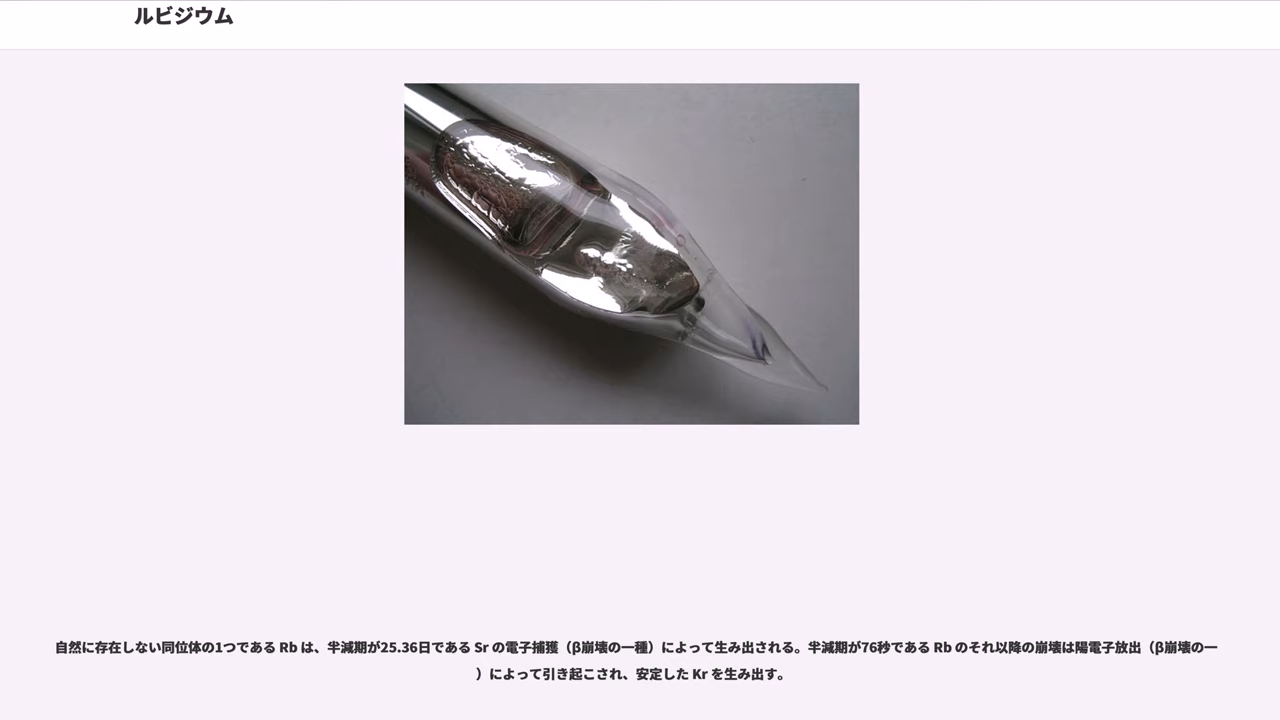 ルビジウム
自然に存在しない同位体の1つである Rb は、半減期が25.36日である Sr の電子捕獲（β崩壊の一種）によって生み出される。半減期が76秒である Rb のそれ以降の崩壊は陽電子放出（β崩壊の一
）によって引き起こされ、安定した Kr を生み出す。